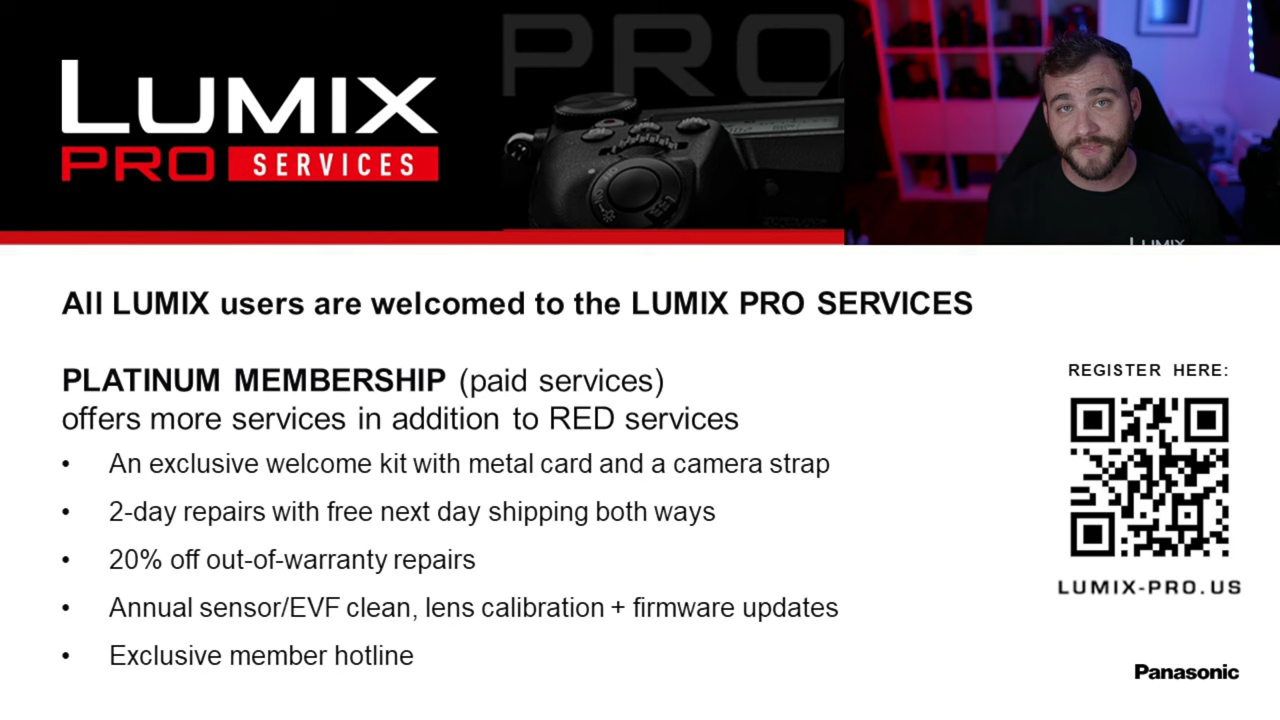 PRO
LUMIX
PRO SERVICES
LUMIX
All LUMIX users are welcomed to the LUMIX PRO SERVICES
PLATINUM MEMBERSHIP (paid services)
offers more services in addition to RED services
• An exclusive welcome kit with metal card and a camera strap
• 2-day repairs with free next day shipping both ways
• 20% off out-of-warranty repairs
• Annual sensor/EVF clean, lens calibration + firmware updates
• Exclusive member hotline
REGISTER HERE:
LUMIX-PRO.US
Panasonic